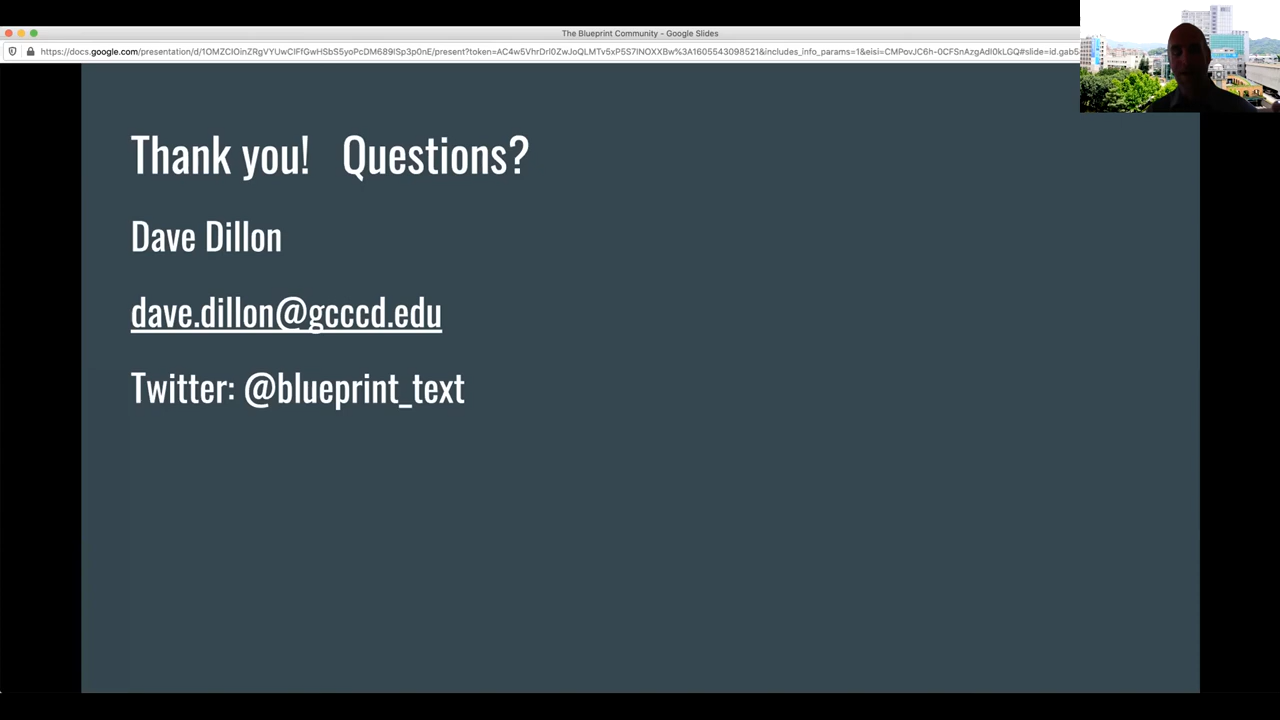 The Blueprint Community - Google Slides
Thank you! Questions?
Dave Dillon
dave.dillon@gcccd.edu
Twitter: @blueprint_text